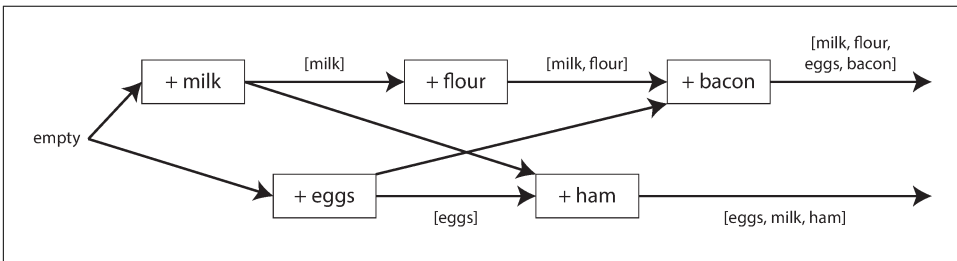 [milk]
[milk, flour]
[milk, flour,
eggs, bacon]
+ milk
+ flour
+ bacon
empty
+ eggs
+ ham
[eggs]
[eggs, milk, ham]